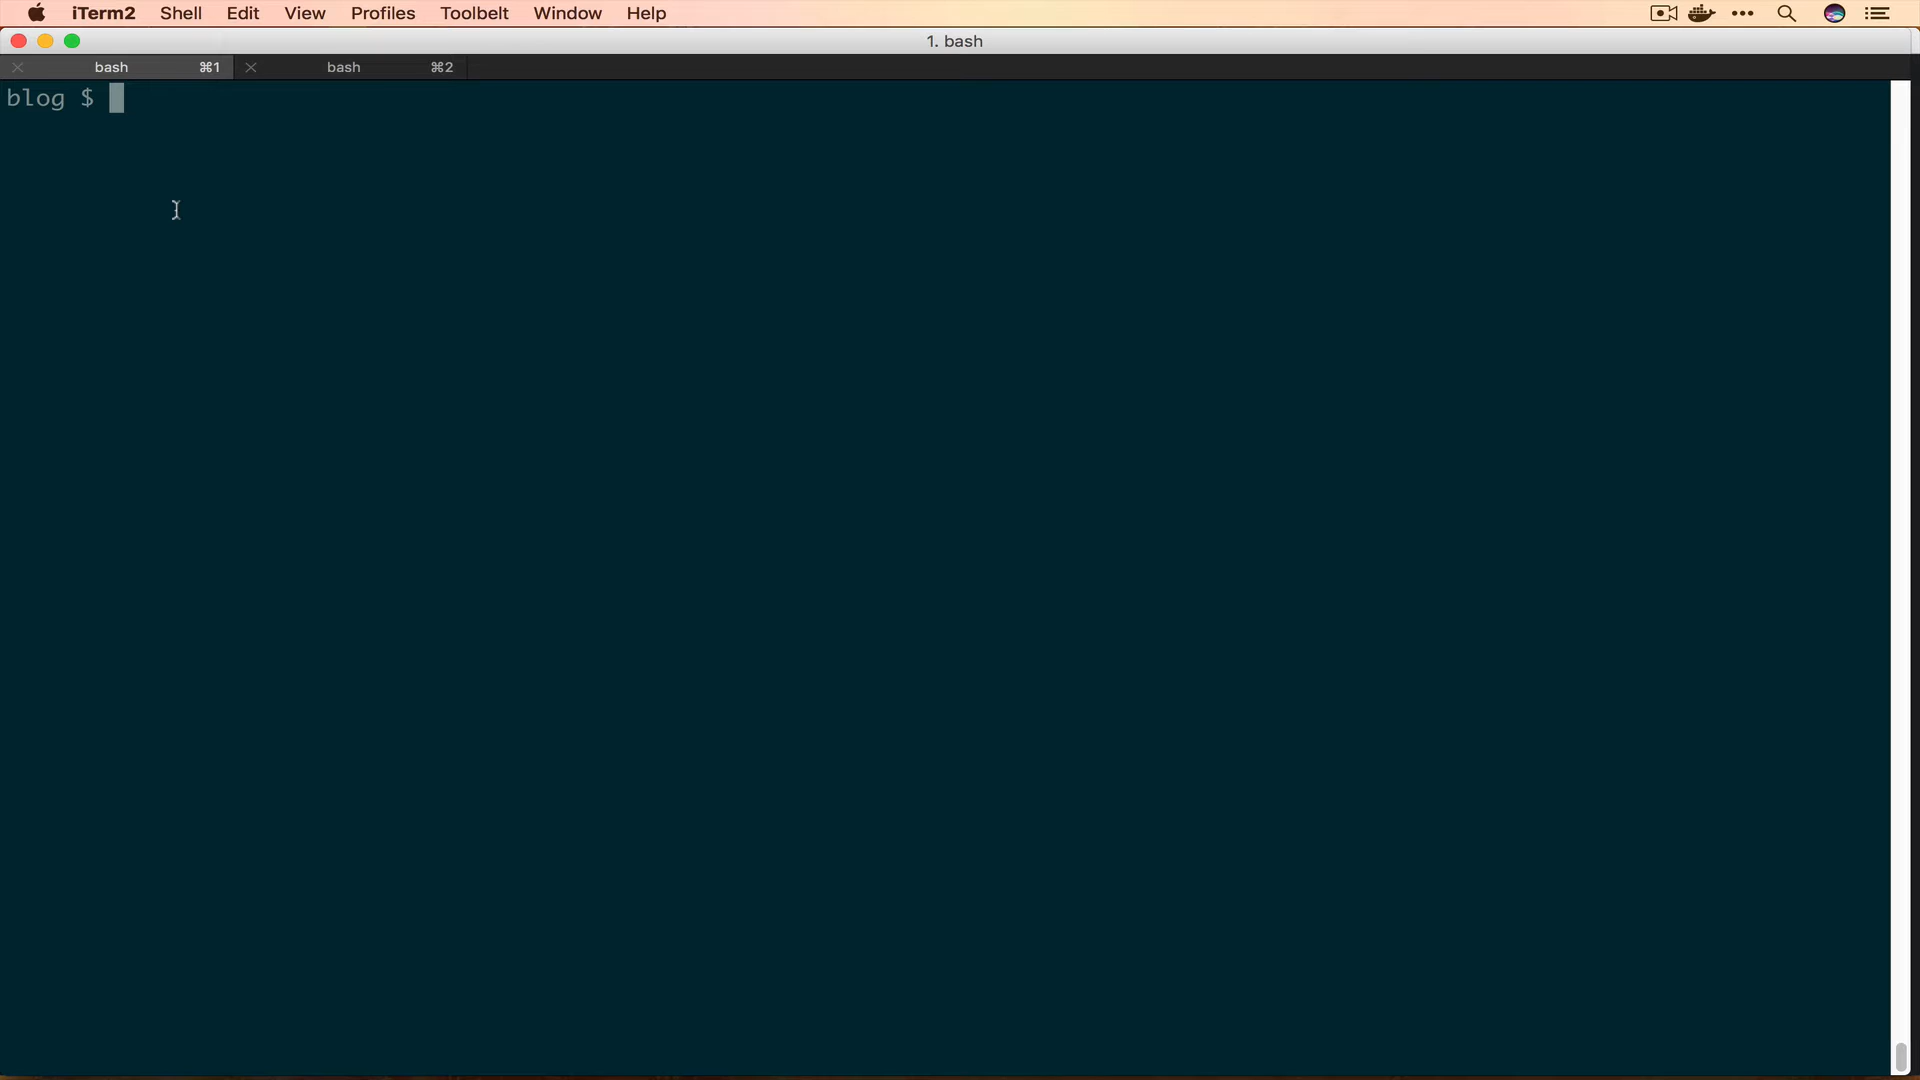 iTerm2 Shell Edit View Profiles Toolbelt Window Help
1. bash
bash ⌘1 bash ⌘2
blog $